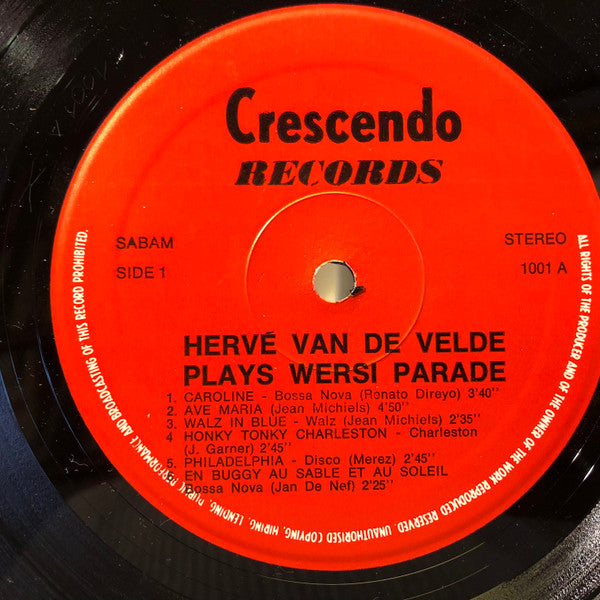 Crescendo
RECORDS
SABAM
STEREO
SIDE 1
1001 A
HERVÉ VAN DE VELDE
PLAYS WERSI PARADE
1. CAROLINE - Bossa Nova (Renato Direyo) 3'40''
2. AVE MARIA (Jean Michiels) 4'50''
3. WALZ IN BLUE - Walz (Jean Michiels) 2'35''
4 HONKY TONKY CHARLESTON - Charleston
(J. Garner) 2'45''
5. PHILADELPHIA - Disco (Merez) 2'45''
6. EN BUGGY AU SABLE ET AU SOLEIL
Bossa Nova (Jan De Nef) 2'25''
ALL RIGHTS OF THE PRODUCER AND OF THE OWNER OF THE WORK REPRODUCED RESERVED. UNAUTHORISED COPYING, HIRING, LENDING, PUBLIC PERFORMANCE AND BROADCASTING OF THIS RECORD PROHIBITED.